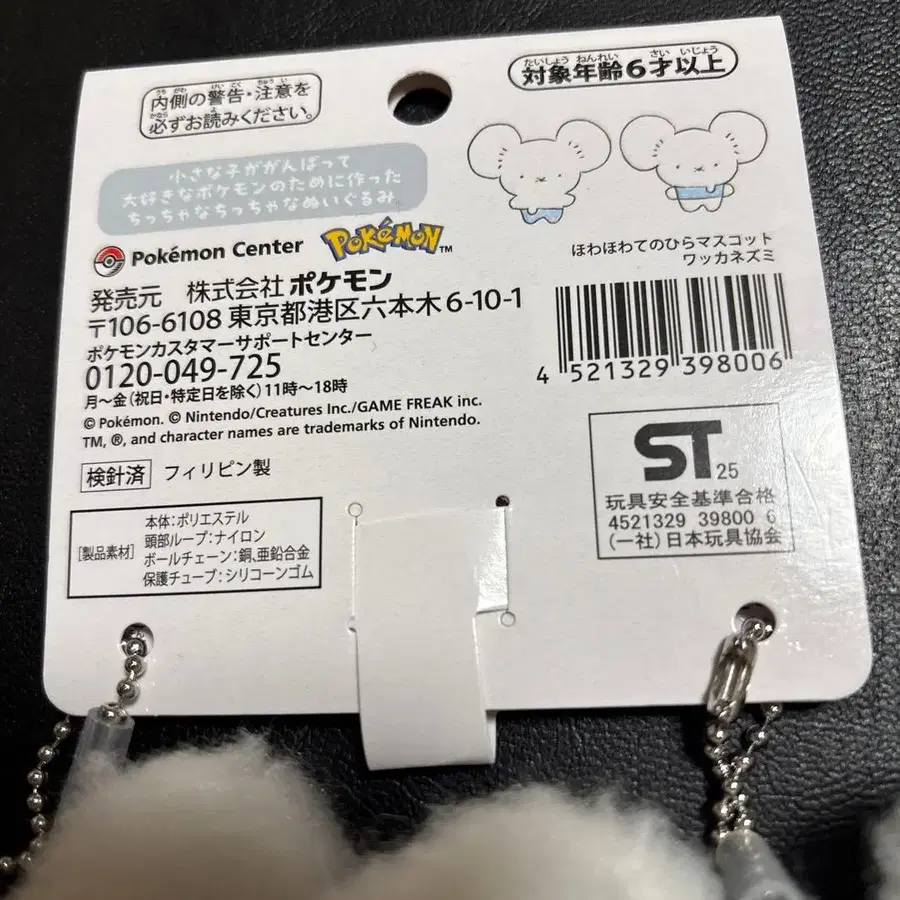 内側の警告・注意を
必ずお読みください。
対象年齢6才以上
小さな子ががんばって
大好きなポケモンのために作った
ちっちゃなちっちゃなぬいぐるみ
Pokémon Center POKÉMON™
ほわほわてのひらマスコット
ワッカネズミ
発売元 株式会社ポケモン
〒106-6108 東京都港区六本木6-10-1
ポケモンカスタマーサポートセンター
0120-049-725
月～金(祝日・特定日を除く)11時～18時
© Pokémon. © Nintendo/Creatures Inc./GAME FREAK inc.
TM, ®, and character names are trademarks of Nintendo.
4 521329 398006
検針済 フィリピン製
ST 25
玩具安全基準合格
4521329 39800 6
(一社)日本玩具協会
[製品素材]
本体:ポリエステル
頭部ループ:ナイロン
ボールチェーン:銅、亜鉛合金
保護チューブ:シリコーンゴム